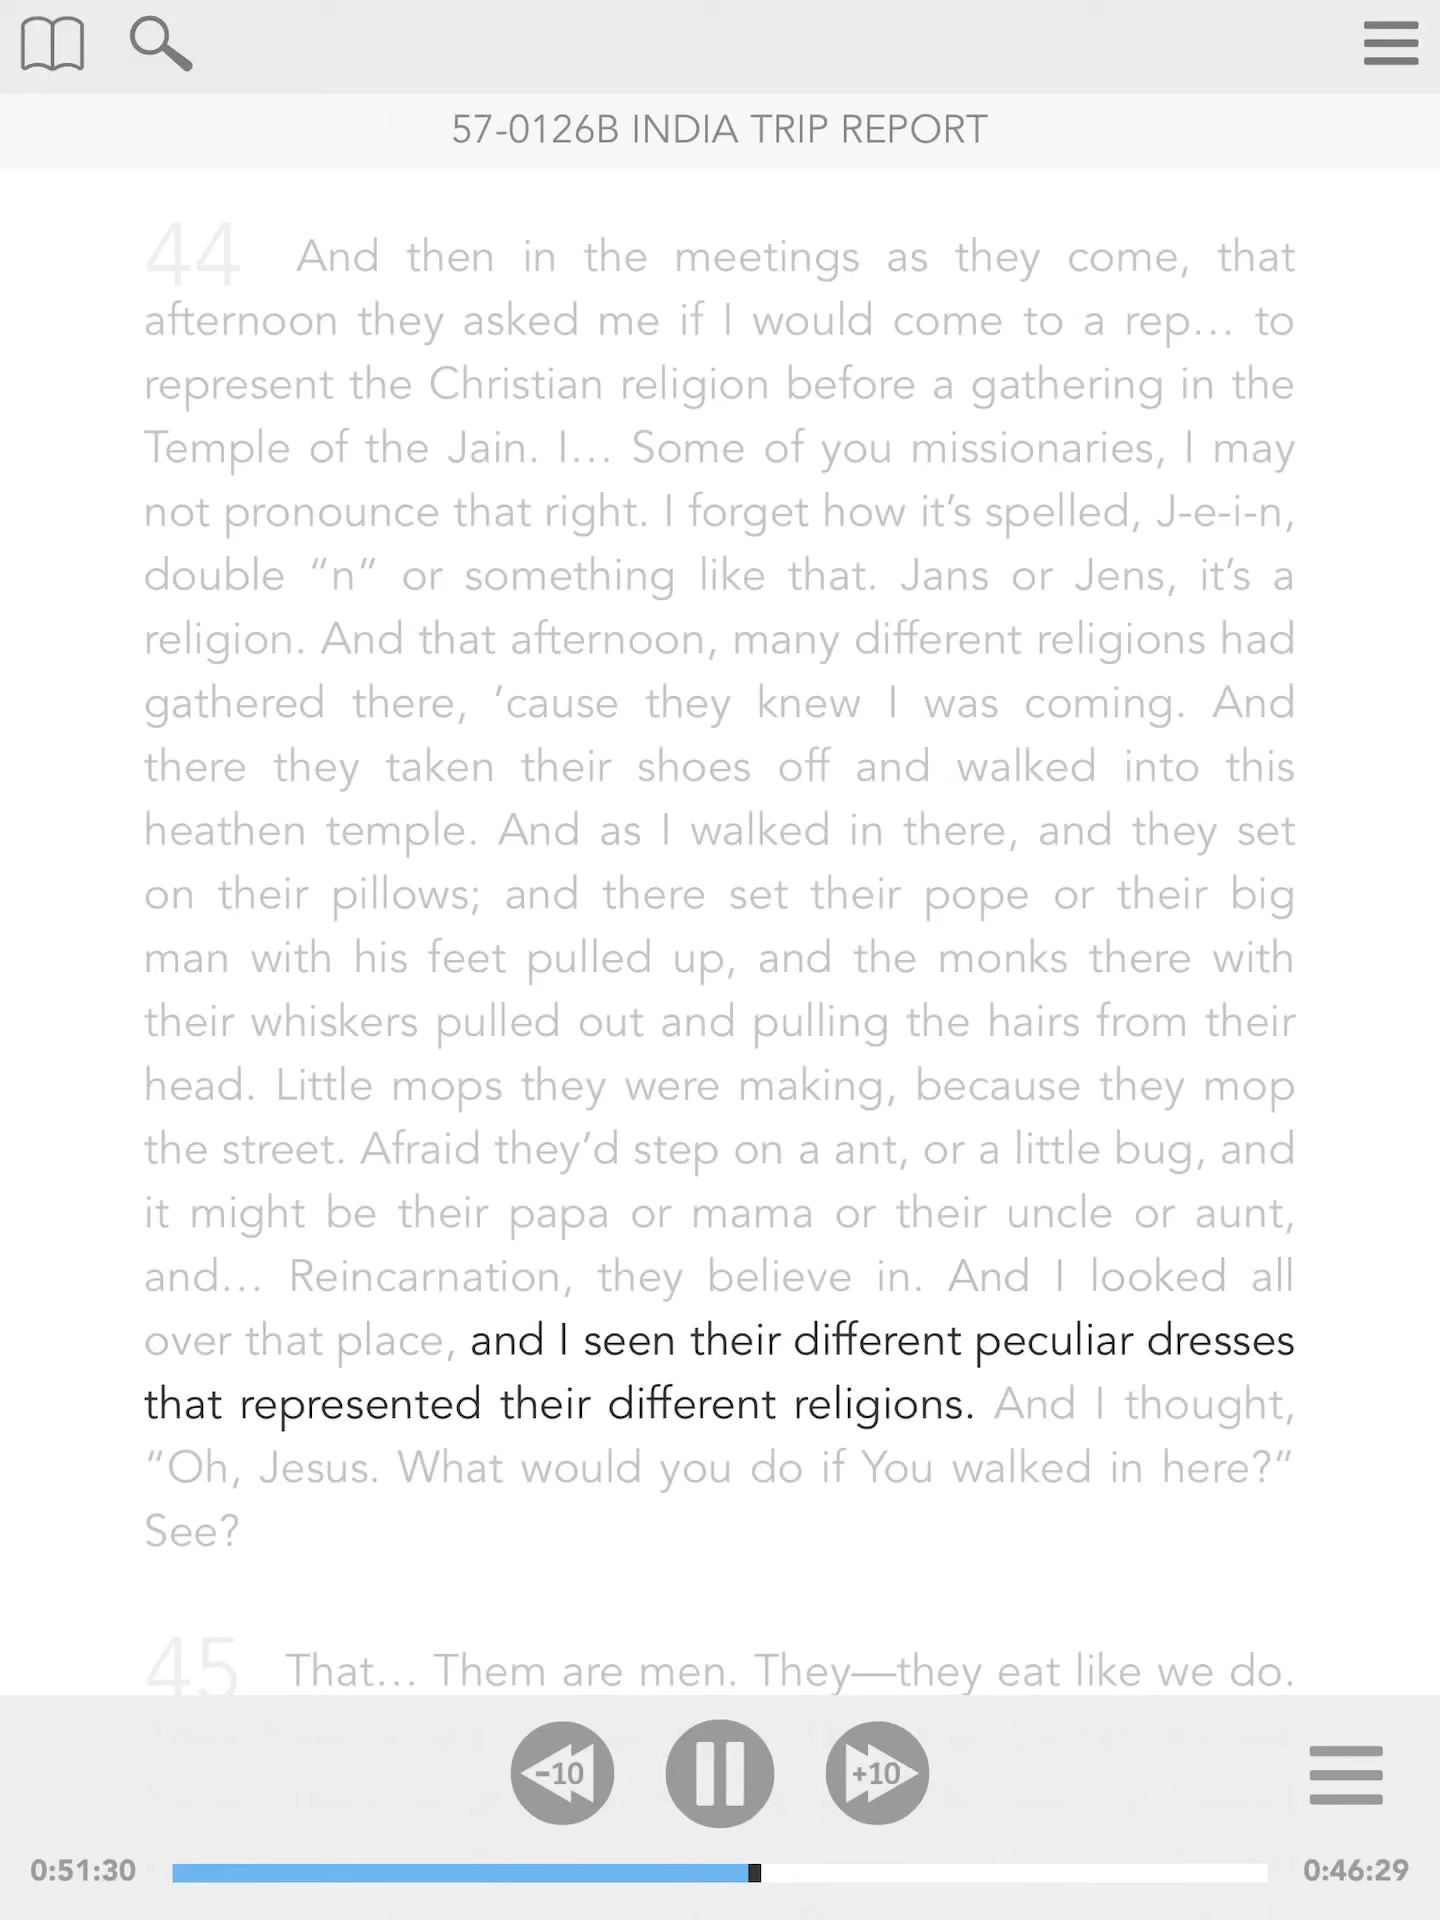 57-0126B INDIA TRIP REPORT
44 And then in the meetings as they come, that
afternoon they asked me if I would come to a rep… to
represent the Christian religion before a gathering in the
Temple of the Jain. I… Some of you missionaries, I may
not pronounce that right. I forget how it’s spelled, J-e-i-n,
double “n” or something like that. Jans or Jens, it’s a
religion. And that afternoon, many different religions had
gathered there, ’cause they knew I was coming. And
there they taken their shoes off and walked into this
heathen temple. And as I walked in there, and they set
on their pillows; and there set their pope or their big
man with his feet pulled up, and the monks there with
their whiskers pulled out and pulling the hairs from their
head. Little mops they were making, because they mop
the street. Afraid they’d step on a ant, or a little bug, and
it might be their papa or mama or their uncle or aunt,
and… Reincarnation, they believe in. And I looked all
over that place, and I seen their different peculiar dresses
that represented their different religions. And I thought,
“Oh, Jesus. What would you do if You walked in here?”
See?
45 That… Them are men. They—they eat like we do.
-10 +10
0:51:30 0:46:29